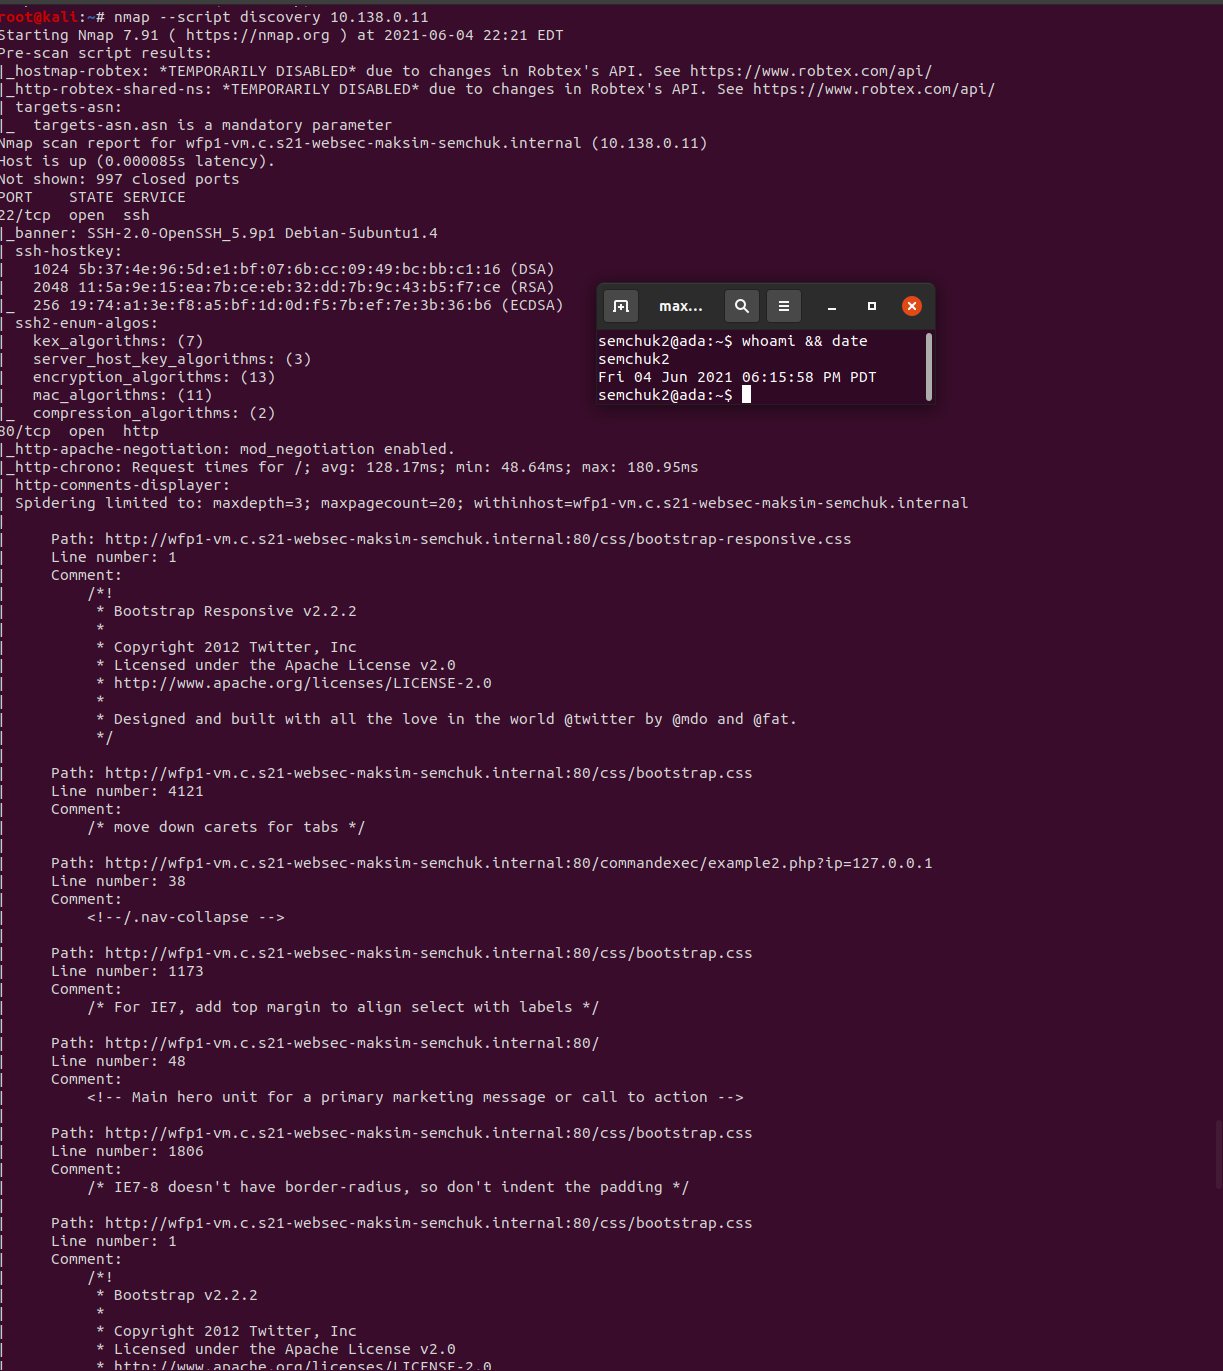 root@kali:~# nmap --script discovery 10.138.0.11
Starting Nmap 7.91 ( https://nmap.org ) at 2021-06-04 22:21 EDT
Pre-scan script results:
|_hostmap-robtex: *TEMPORARILY DISABLED* due to changes in Robtex's API. See https://www.robtex.com/api/
|_http-robtex-shared-ns: *TEMPORARILY DISABLED* due to changes in Robtex's API. See https://www.robtex.com/api/
| targets-asn:
|_  targets-asn.asn is a mandatory parameter
Nmap scan report for wfp1-vm.c.s21-websec-maksim-semchuk.internal (10.138.0.11)
Host is up (0.000085s latency).
Not shown: 997 closed ports
PORT    STATE SERVICE
22/tcp  open  ssh
|_banner: SSH-2.0-OpenSSH_5.9p1 Debian-5ubuntu1.4
| ssh-hostkey:
|   1024 5b:37:4e:96:5d:e1:bf:07:6b:cc:09:49:bc:bb:c1:16 (DSA)
|   2048 11:5a:9e:15:ea:7b:ce:eb:32:dd:7b:9c:43:b5:f7:ce (RSA)
|_  256 19:74:a1:3e:f8:a5:bf:1d:0d:f5:7b:ef:7e:3b:36:b6 (ECDSA)
| ssh2-enum-algos:
|   kex_algorithms: (7)
|   server_host_key_algorithms: (3)
|   encryption_algorithms: (13)
|   mac_algorithms: (11)
|_  compression_algorithms: (2)
max...
semchuk2@ada:~$ whoami && date
semchuk2
Fri 04 Jun 2021 06:15:58 PM PDT
semchuk2@ada:~$
80/tcp  open  http
|_http-apache-negotiation: mod_negotiation enabled.
|_http-chrono: Request times for /; avg: 128.17ms; min: 48.64ms; max: 180.95ms
| http-comments-displayer:
| Spidering limited to: maxdepth=3; maxpagecount=20; withinhost=wfp1-vm.c.s21-websec-maksim-semchuk.internal
|
|     Path: http://wfp1-vm.c.s21-websec-maksim-semchuk.internal:80/css/bootstrap-responsive.css
|     Line number: 1
|     Comment:
|         /*!
|          * Bootstrap Responsive v2.2.2
|          *
|          * Copyright 2012 Twitter, Inc
|          * Licensed under the Apache License v2.0
|          * http://www.apache.org/licenses/LICENSE-2.0
|          *
|          * Designed and built with all the love in the world @twitter by @mdo and @fat.
|          */
|
|     Path: http://wfp1-vm.c.s21-websec-maksim-semchuk.internal:80/css/bootstrap.css
|     Line number: 4121
|     Comment:
|         /* move down carets for tabs */
|
|     Path: http://wfp1-vm.c.s21-websec-maksim-semchuk.internal:80/commandexec/example2.php?ip=127.0.0.1
|     Line number: 38
|     Comment:
|         <!--/.nav-collapse -->
|
|     Path: http://wfp1-vm.c.s21-websec-maksim-semchuk.internal:80/css/bootstrap.css
|     Line number: 1173
|     Comment:
|         /* For IE7, add top margin to align select with labels */
|
|     Path: http://wfp1-vm.c.s21-websec-maksim-semchuk.internal:80/
|     Line number: 48
|     Comment:
|         <!-- Main hero unit for a primary marketing message or call to action -->
|
|     Path: http://wfp1-vm.c.s21-websec-maksim-semchuk.internal:80/css/bootstrap.css
|     Line number: 1806
|     Comment:
|         /* IE7-8 doesn't have border-radius, so don't indent the padding */
|
|     Path: http://wfp1-vm.c.s21-websec-maksim-semchuk.internal:80/css/bootstrap.css
|     Line number: 1
|     Comment:
|         /*!
|          * Bootstrap v2.2.2
|          *
|          * Copyright 2012 Twitter, Inc
|          * Licensed under the Apache License v2.0
|          * http://www.apache.org/licenses/LICENSE-2.0